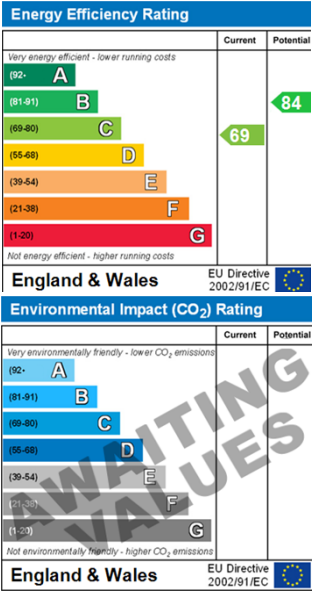 Energy Efficiency Rating
Current Potential
Very energy efficient - lower running costs
(92- A
(81-91) B
84
(69-80) C
69
(55-68) D
(39-54) E
(21-38) F
(1-20) G
Not energy efficient - higher running costs
England & Wales
EU Directive
2002/91/EC
Environmental Impact (CO2) Rating
Current Potential
Very environmentally friendly - lower CO2 emissions
(92- A
(81-91) B
(69-80) C
(55-68) D
(39-54) E
(21-38) F
(1-20) G
AWAITING
VALUES
Not environmentally friendly - higher CO2 emissions
England & Wales
EU Directive
2002/91/EC